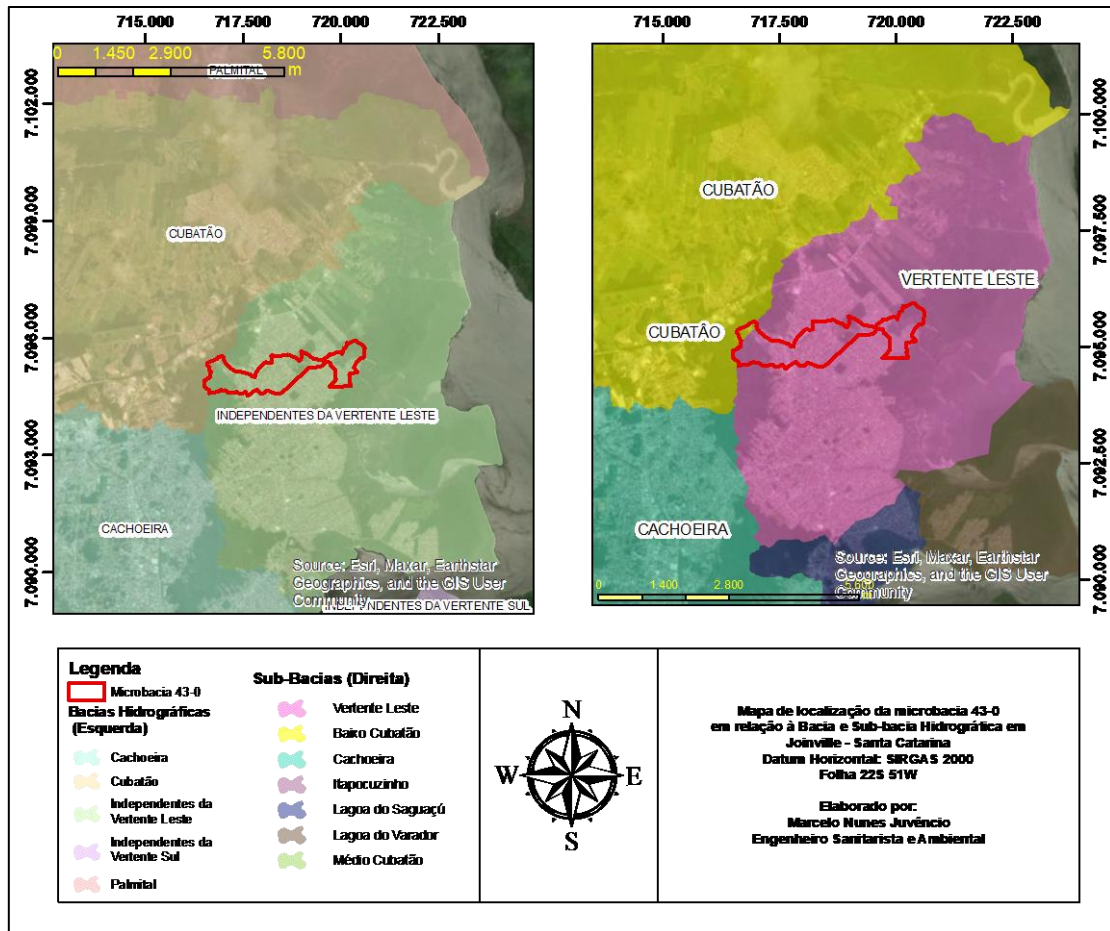 715.000 717.500 720.000 722.500
0 1.450 2.900 5.800
m
PALMITAL
7.102.000
7.099.000
7.096.000
7.093.000
7.090.000
CUBATÃO
INDEPENDENTES DA VERTENTE LESTE
CACHOEIRA
Source: Esri, Maxar, Earthstar
Geographics, and the GIS User
Community
INDEPENDENTES DA VERTENTE SUL
715.000 717.500 720.000 722.500
7.100.000
7.097.500
7.095.000
7.092.500
7.090.000
CUBATÃO
VERTENTE LESTE
CUBATÃO
CACHOEIRA
Source: Esri, Maxar, Earthstar
Geographics, and the GIS User
Community
0 1.400 2.800 5.600
Legenda
Microbacia 43-0
Bacias Hidrográficas
(Esquerda)
Cachoeira
Cubatão
Independentes da
Vertente Leste
Independentes da
Vertente Sul
Palmital
Sub-Bacias (Direita)
Vertente Leste
Baixo Cubatão
Cachoeira
Itapocuzinho
Lagoa do Saguaçú
Lagoa do Varador
Médio Cubatão
N
W E
S
Mapa de localização da microbacia 43-0
em relação à Bacia e Sub-bacia Hidrográfica em
Joinville - Santa Catarina
Datum Horizontal: SIRGAS 2000
Folha 22S 51W
Elaborado por:
Marcelo Nunes Juvêncio
Engenheiro Sanitarista e Ambiental